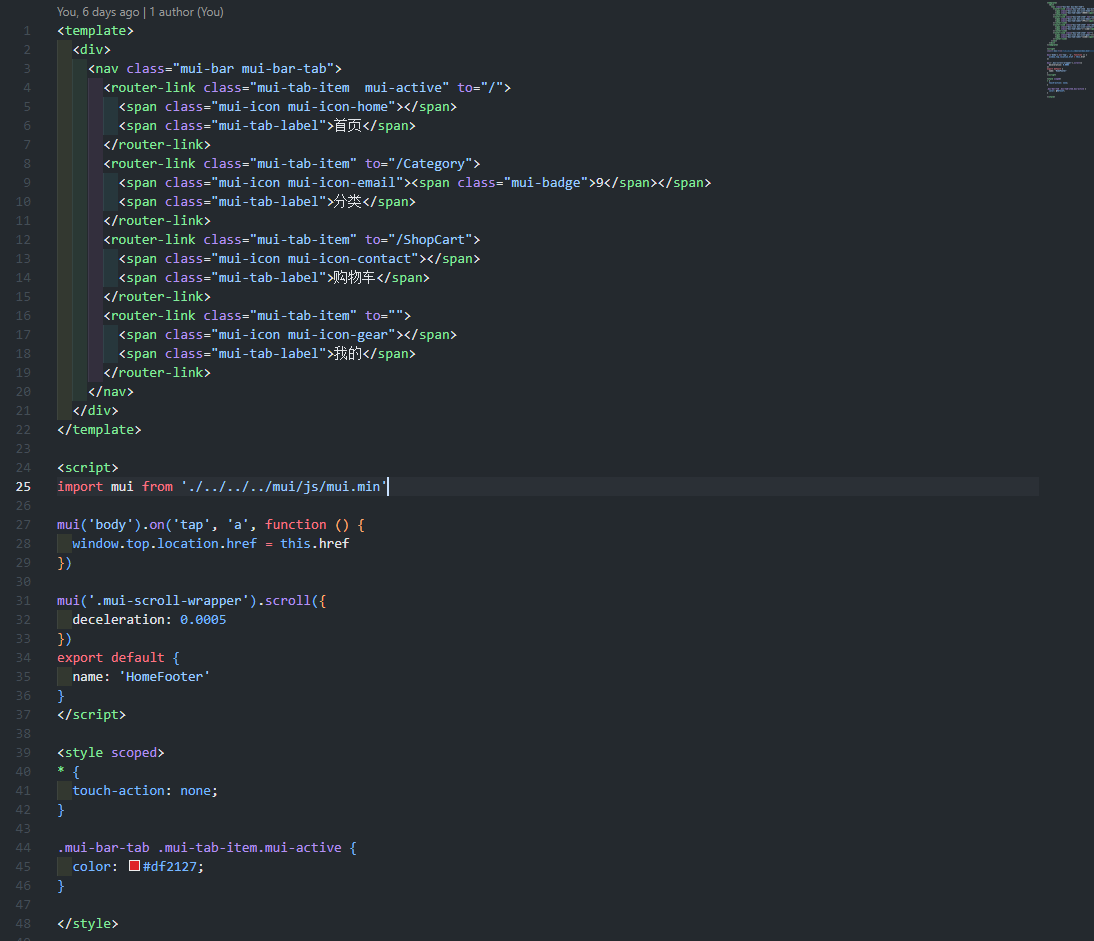 You, 6 days ago | 1 author (You)
1 <template>
2   <div>
3     <nav class="mui-bar mui-bar-tab">
4       <router-link class="mui-tab-item  mui-active" to="/">
5         <span class="mui-icon mui-icon-home"></span>
6         <span class="mui-tab-label">首页</span>
7       </router-link>
8       <router-link class="mui-tab-item" to="/Category">
9         <span class="mui-icon mui-icon-email"><span class="mui-badge">9</span></span>
10         <span class="mui-tab-label">分类</span>
11       </router-link>
12       <router-link class="mui-tab-item" to="/ShopCart">
13         <span class="mui-icon mui-icon-contact"></span>
14         <span class="mui-tab-label">购物车</span>
15       </router-link>
16       <router-link class="mui-tab-item" to="">
17         <span class="mui-icon mui-icon-gear"></span>
18         <span class="mui-tab-label">我的</span>
19       </router-link>
20     </nav>
21   </div>
22 </template>
23
24 <script>
25 import mui from './../../../mui/js/mui.min'
26
27 mui('body').on('tap', 'a', function () {
28   window.top.location.href = this.href
29 })
30
31 mui('.mui-scroll-wrapper').scroll({
32   deceleration: 0.0005
33 })
34 export default {
35   name: 'HomeFooter'
36 }
37 </script>
38
39 <style scoped>
40 * {
41   touch-action: none;
42 }
43
44 .mui-bar-tab .mui-tab-item.mui-active {
45   color: #df2127;
46 }
47
48 </style>